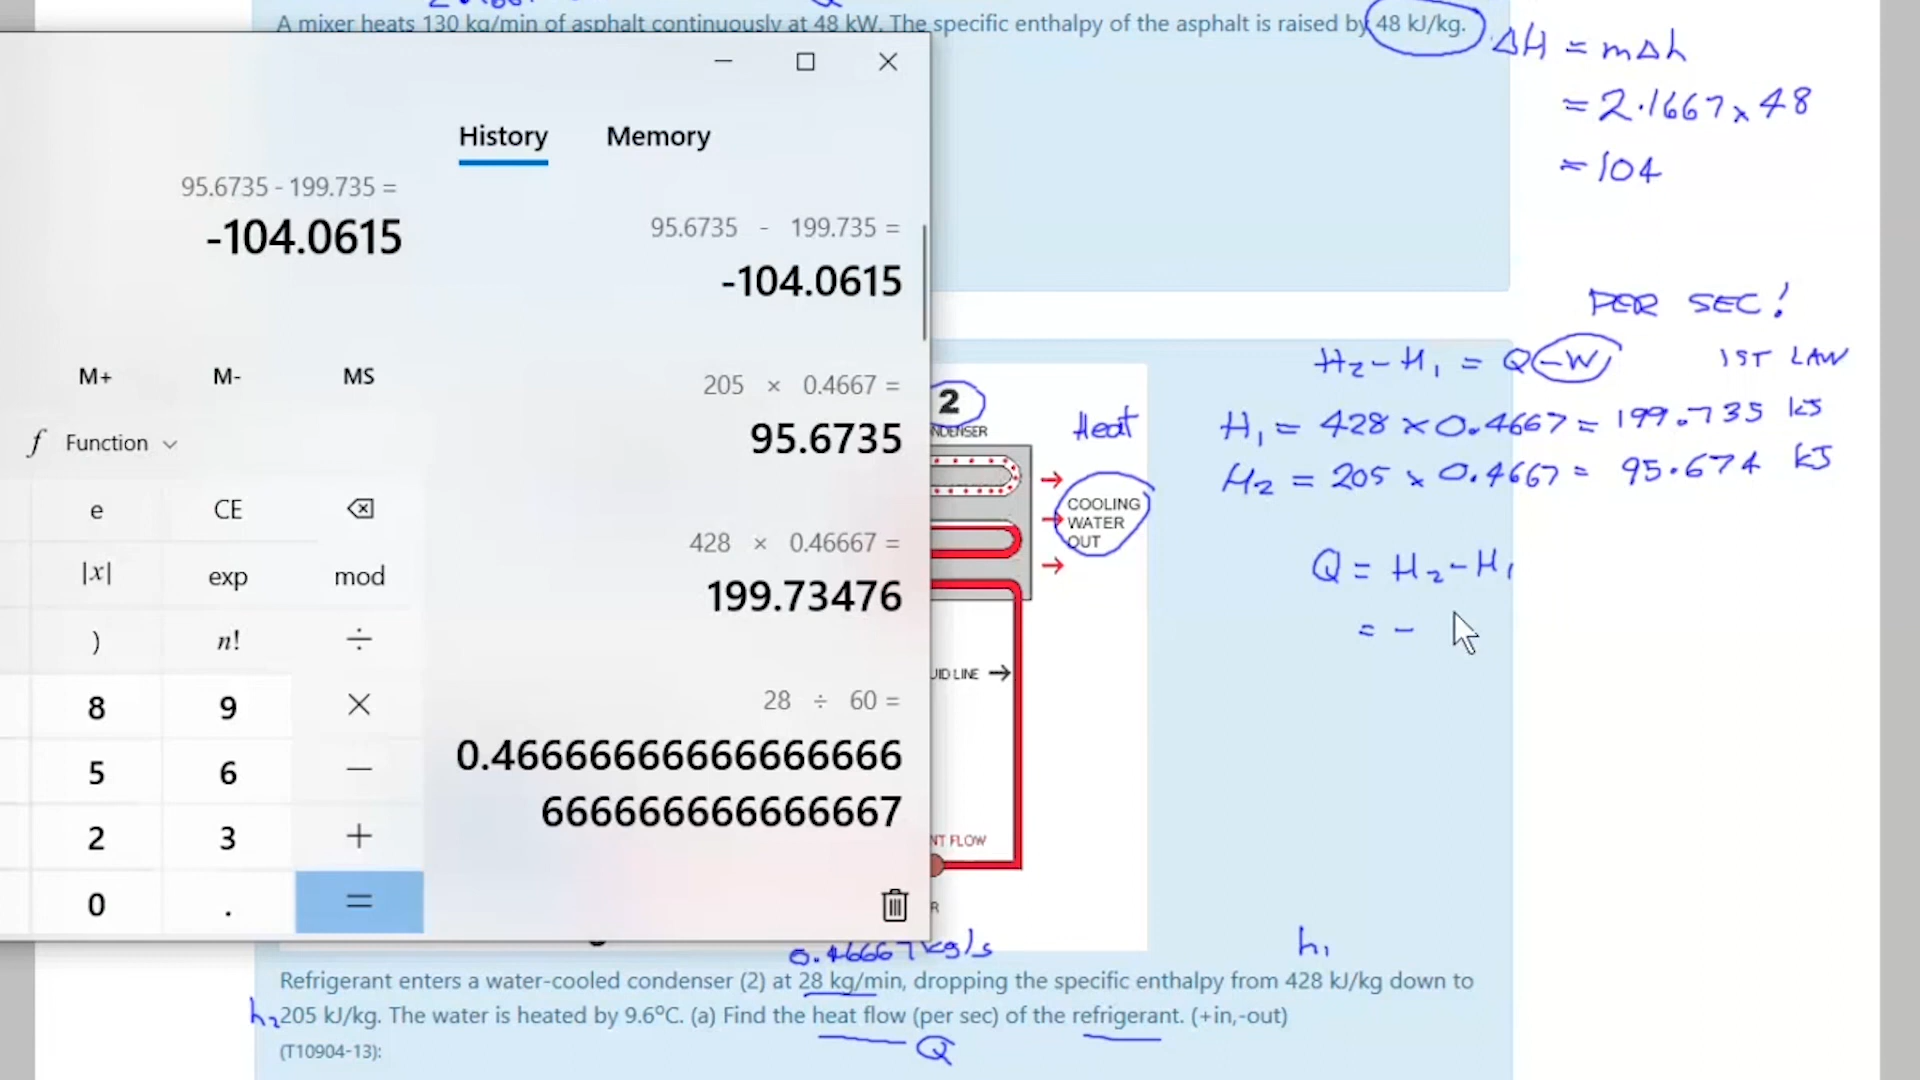 A mixer heats 130 kg/min of asphalt continuously at 48 kW. The specific enthalpy of the asphalt is raised by 48 kJ/kg.
ΔH = mΔh
= 2.1667 x 48
= 104
History Memory
95.6735 - 199.735 =
-104.0615
95.6735 - 199.735 =
-104.0615
205 × 0.4667 =
95.6735
428 × 0.46667 =
199.73476
28 ÷ 60 =
0.46666666666666666
666666666666667
M+ M- MS
f Function
e CE
|x| exp mod
) n! ÷
8 9 ×
5 6 −
2 3 +
0 . =
PER SEC!
H2 - H1 = Q - W 1ST LAW
H1 = 428 x 0.4667 = 199.735 kJ
H2 = 205 x 0.4667 = 95.674 kJ
Q = H2 - H1
= -
2
NDENSER
Heat
COOLING
WATER
OUT
UID LINE →
NT FLOW
R
0.46667 kg/s
h1
Refrigerant enters a water-cooled condenser (2) at 28 kg/min, dropping the specific enthalpy from 428 kJ/kg down to
h2 205 kJ/kg. The water is heated by 9.6°C. (a) Find the heat flow (per sec) of the refrigerant. (+in,-out)
Q
(T10904-13):